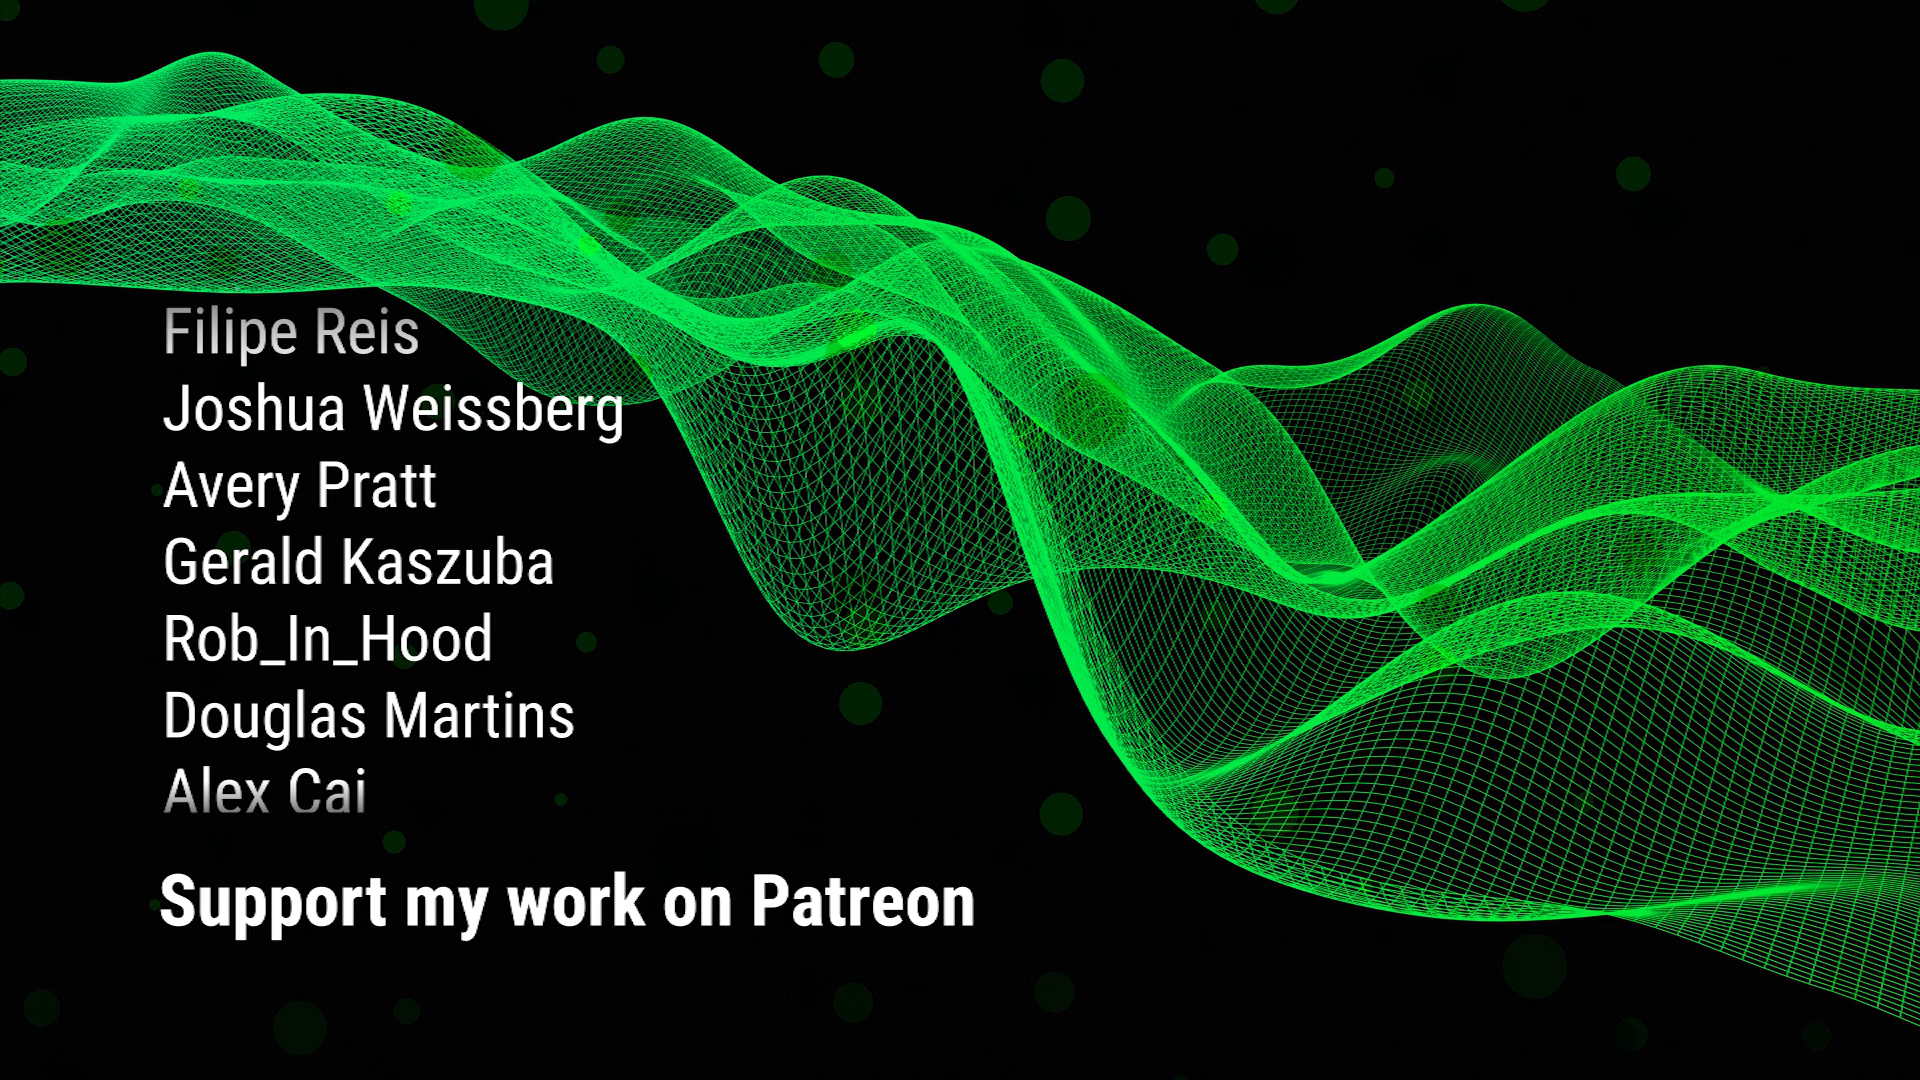 Filipe Reis
Joshua Weissberg
Avery Pratt
Gerald Kaszuba
Rob_In_Hood
Douglas Martins
Alex Cai
Support my work on Patreon